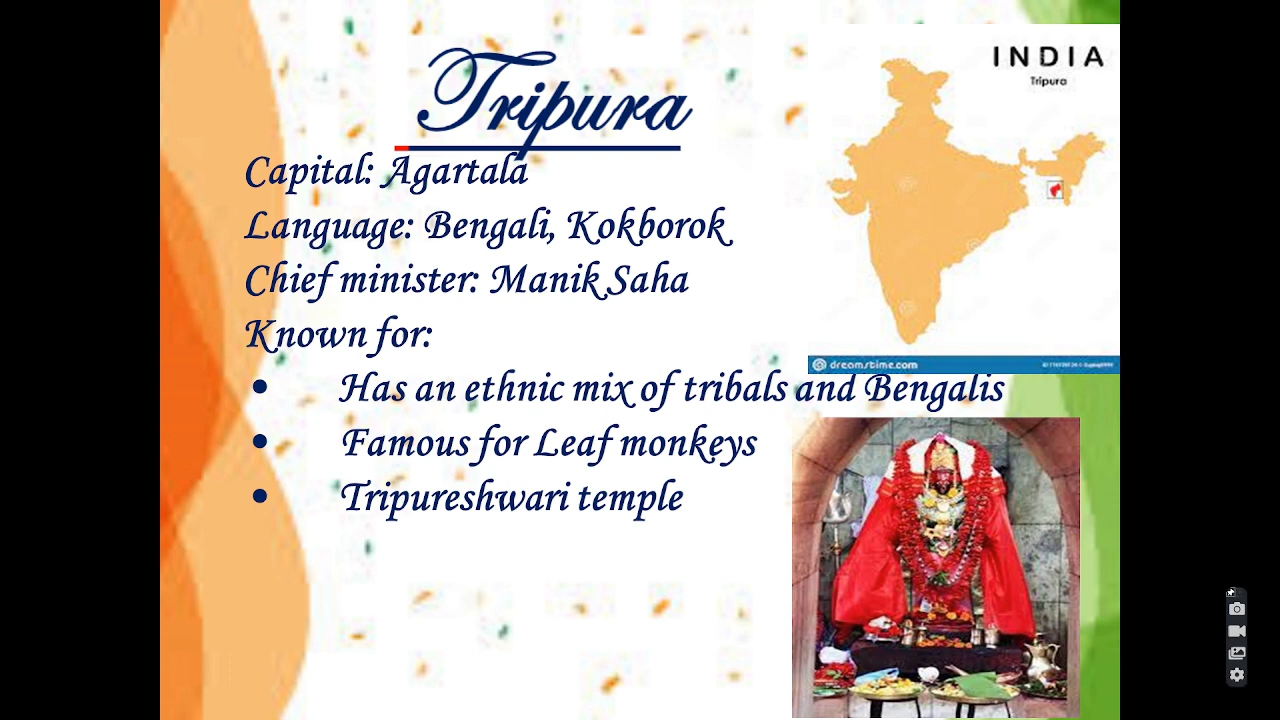 Tripura
Capital: Agartala
Language: Bengali, Kokborok
Chief minister: Manik Saha
Known for:
• Has an ethnic mix of tribals and Bengalis
• Famous for Leaf monkeys
• Tripureshwari temple
INDIA
Tripura
dreamstime.com